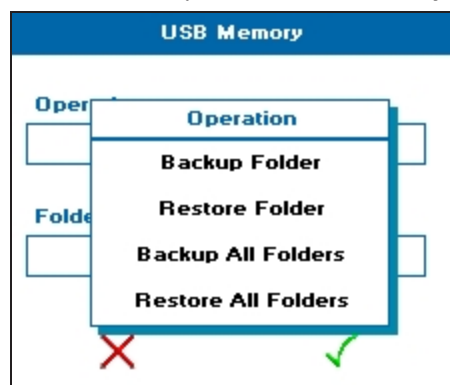 USB Memory
Oper
Operation
Backup Folder
Restore Folder
Folde
Backup All Folders
Restore All Folders